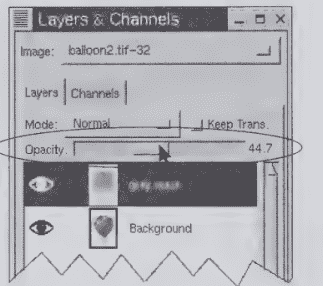 Layers & Channels
Image: balloon2.tif-32
Layers Channels
Mode: Normal Keep Trans.
Opacity: 44.7
Background